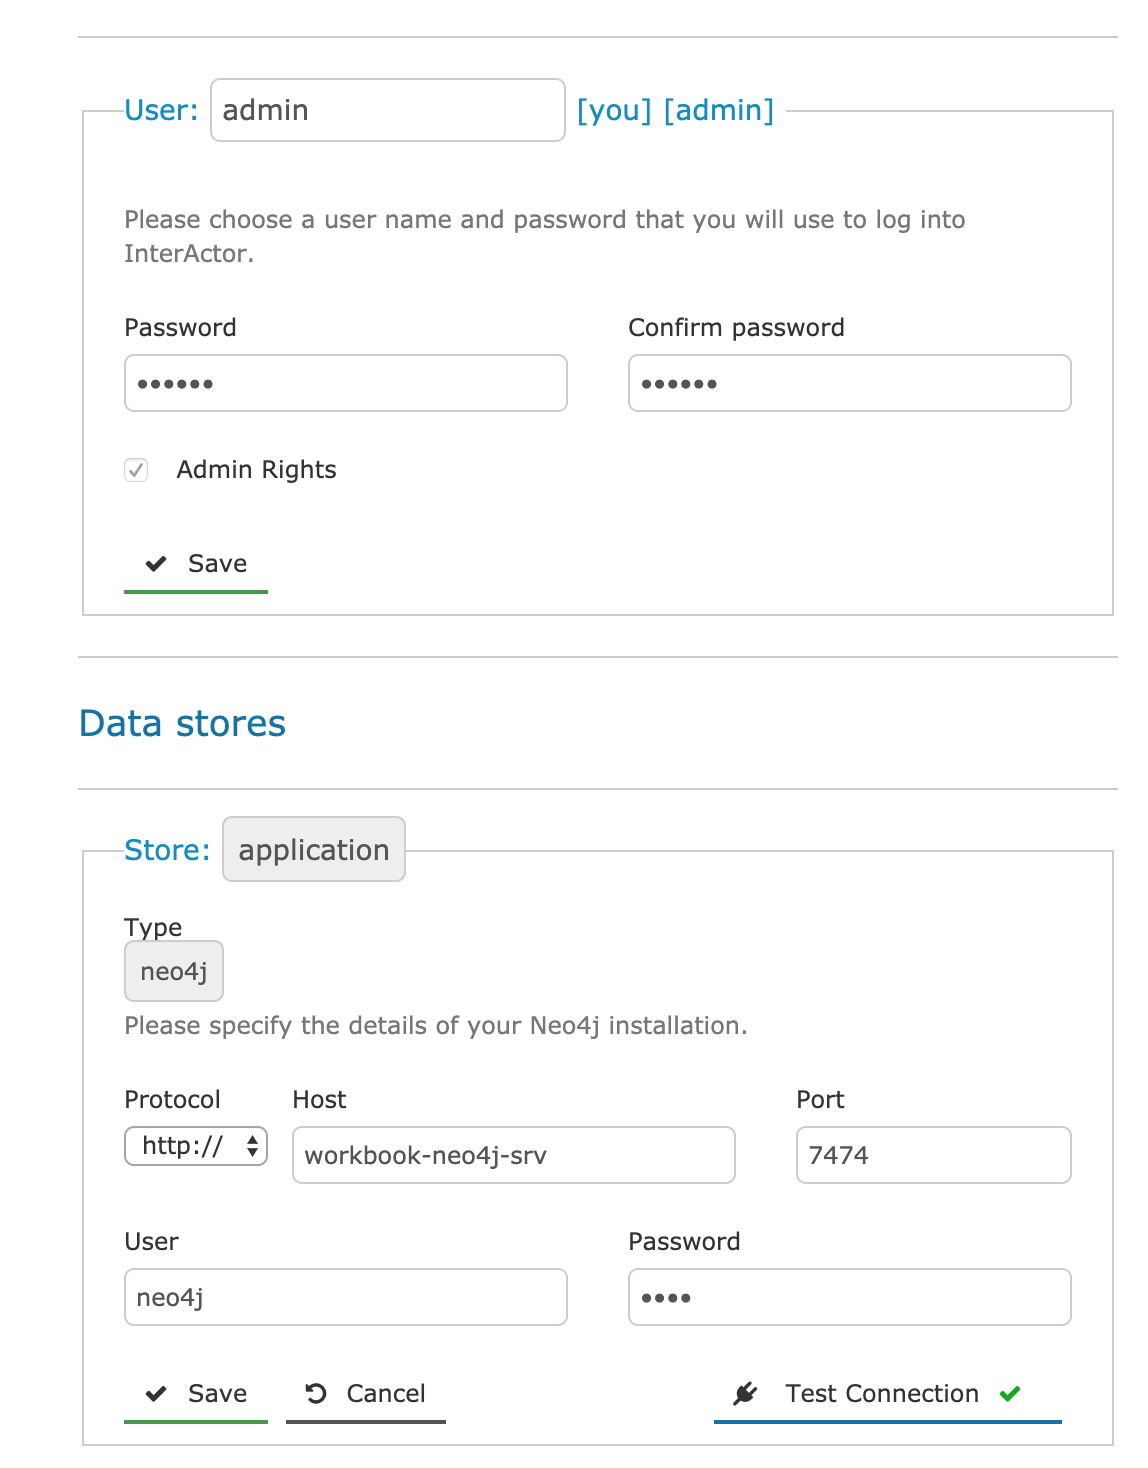 User: admin [you] [admin]
Please choose a user name and password that you will use to log into
InterActor.
Password Confirm password
•••••• ••••••
Admin Rights
Save
Data stores
Store: application
Type
neo4j
Please specify the details of your Neo4j installation.
Protocol Host Port
http:// workbook-neo4j-srv 7474
User Password
neo4j ••••
Save Cancel Test Connection